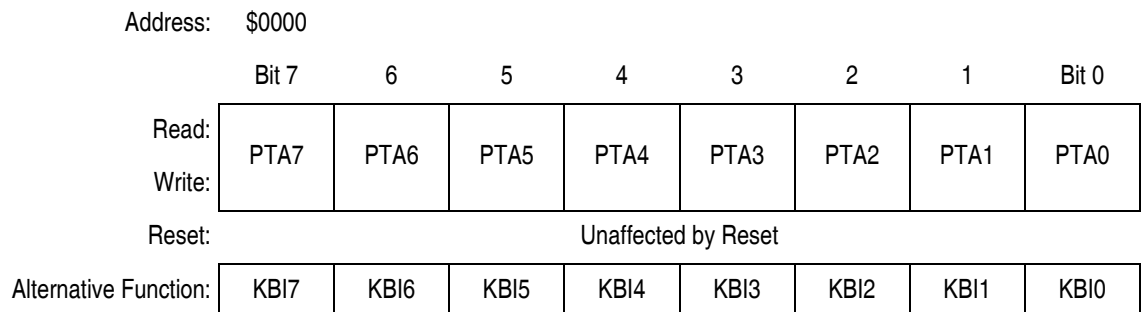 Address: $0000
Bit 7 6 5 4 3 2 1 Bit 0
Read:
PTA7 PTA6 PTA5 PTA4 PTA3 PTA2 PTA1 PTA0
Write:
Reset: Unaffected by Reset
Alternative Function: KBI7 KBI6 KBI5 KBI4 KBI3 KBI2 KBI1 KBI0